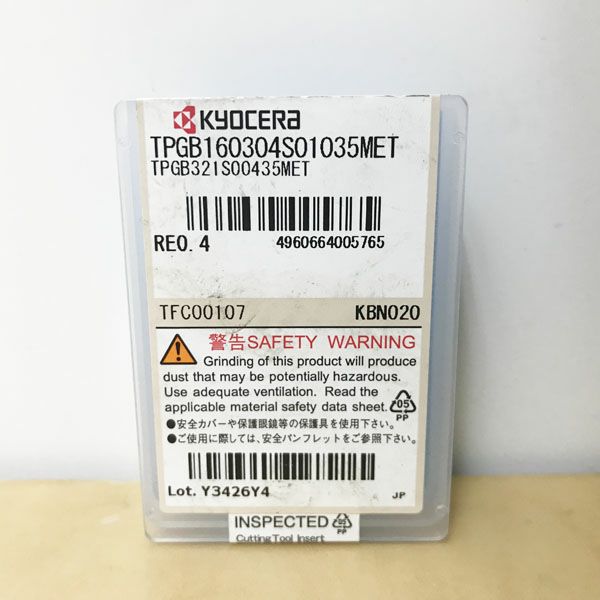 KYOCERA
TPGB160304S01035MET
TPGB321S00435MET
RE0.4 4960664005765
TFC00107 KBN020
警告SAFETY WARNING
Grinding of this product will produce
dust that may be potentially hazardous.
Use adequate ventilation. Read the
applicable material safety data sheet.
05
PP
●安全カバーや保護眼鏡等の保護具を使用下さい。
●ご使用に際しては、安全パンフレットをご参照下さい。
Lot. Y3426Y4 JP
INSPECTED 05
PP
Cutting Tool Insert